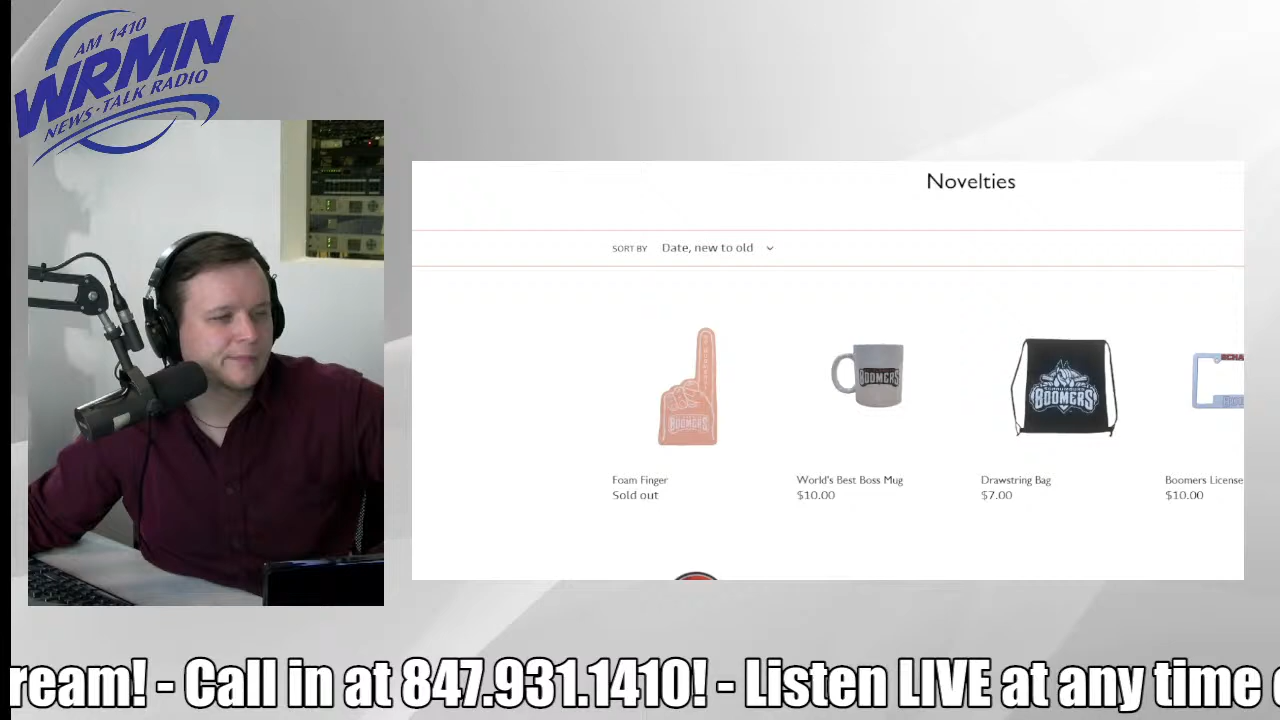 AM 1410
WRMN
NEWS·TALK RADIO
Novelties
SORT BY Date, new to old
BOOMERS
BOOMERS
BOOMERS
Foam Finger
Sold out
World's Best Boss Mug
$10.00
Drawstring Bag
$7.00
Boomers License
$10.00
ream! - Call in at 847.931.1410! - Listen LIVE at any time